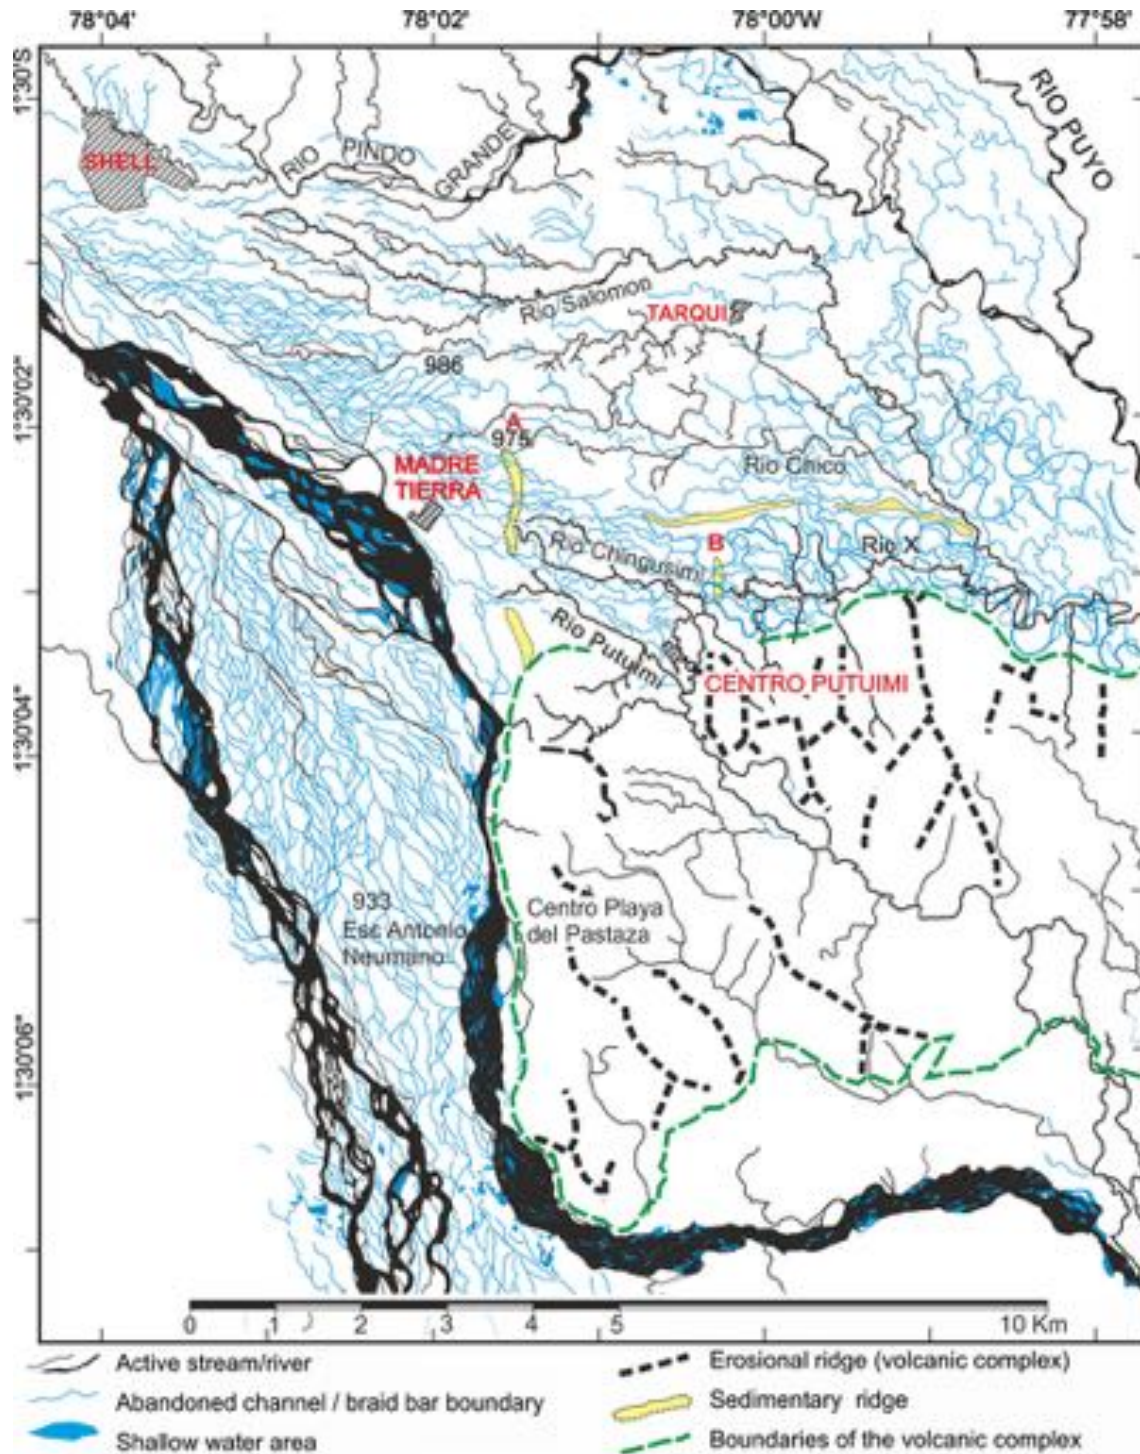 78°04'
78°02'
78°00'W
77°58'
1°30'S
1°30'02'
1°30'04'
1°30'06'
SHELL
RIO PINDO GRANDE
RIO PUYO
Rio Salomon
TARQUI
986
A
975
MADRE
TIERRA
Rio Chico
Rio Chingusimi
B
Rio X
Rio Putuimi
CENTRO PUTUIMI
933
Esc Antonio
Neumano
Centro Playa
del Pastaza
0 1 2 3 4 5 10 Km
Active stream/river
Abandoned channel / braid bar boundary
Shallow water area
Erosional ridge (volcanic complex)
Sedimentary ridge
Boundaries of the volcanic complex